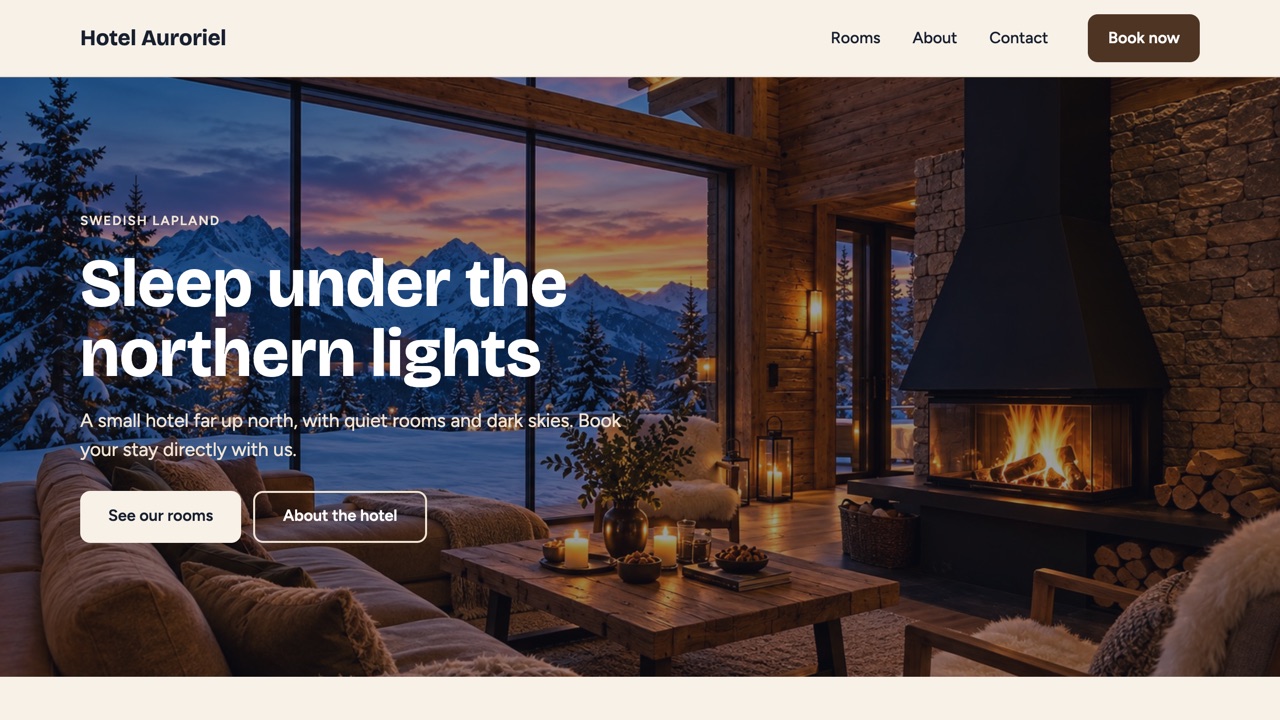 Hotel Auroriel
Rooms
About
Contact
Book now
SWEDISH LAPLAND
Sleep under the
northern lights
A small hotel far up north, with quiet rooms and dark skies. Book
your stay directly with us.
See our rooms
About the hotel